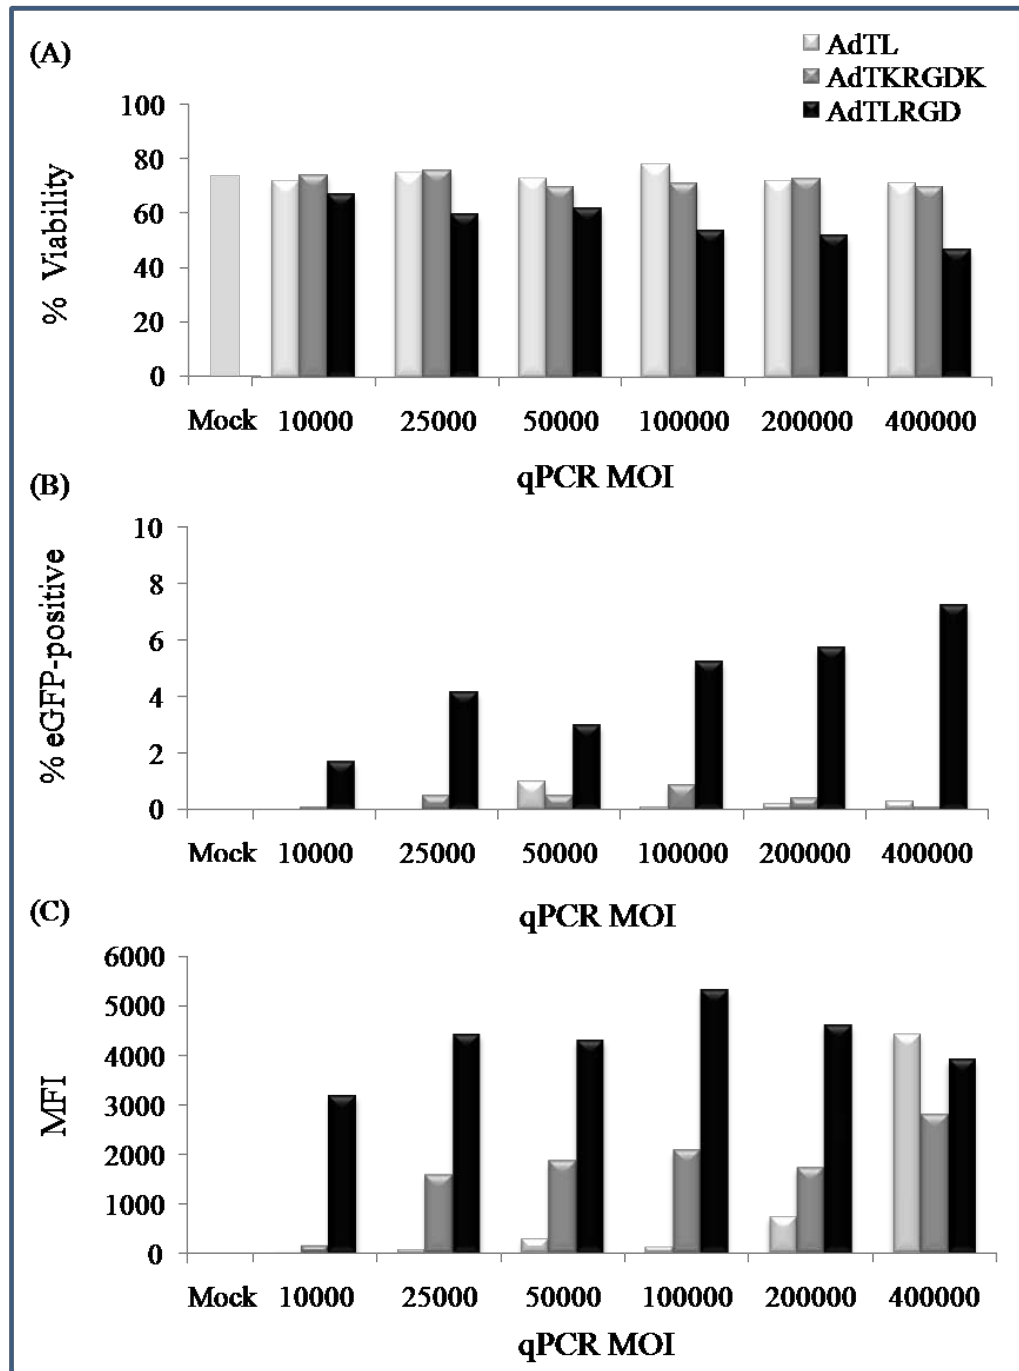 (A)
AdTL
AdTKRGDK
AdTLRGD
% Viability
100
80
60
40
20
0
Mock 10000 25000 50000 100000 200000 400000
qPCR MOI
(B)
% eGFP-positive
10
8
6
4
2
0
Mock 10000 25000 50000 100000 200000 400000
qPCR MOI
(C)
MFI
6000
5000
4000
3000
2000
1000
0
Mock 10000 25000 50000 100000 200000 400000
qPCR MOI